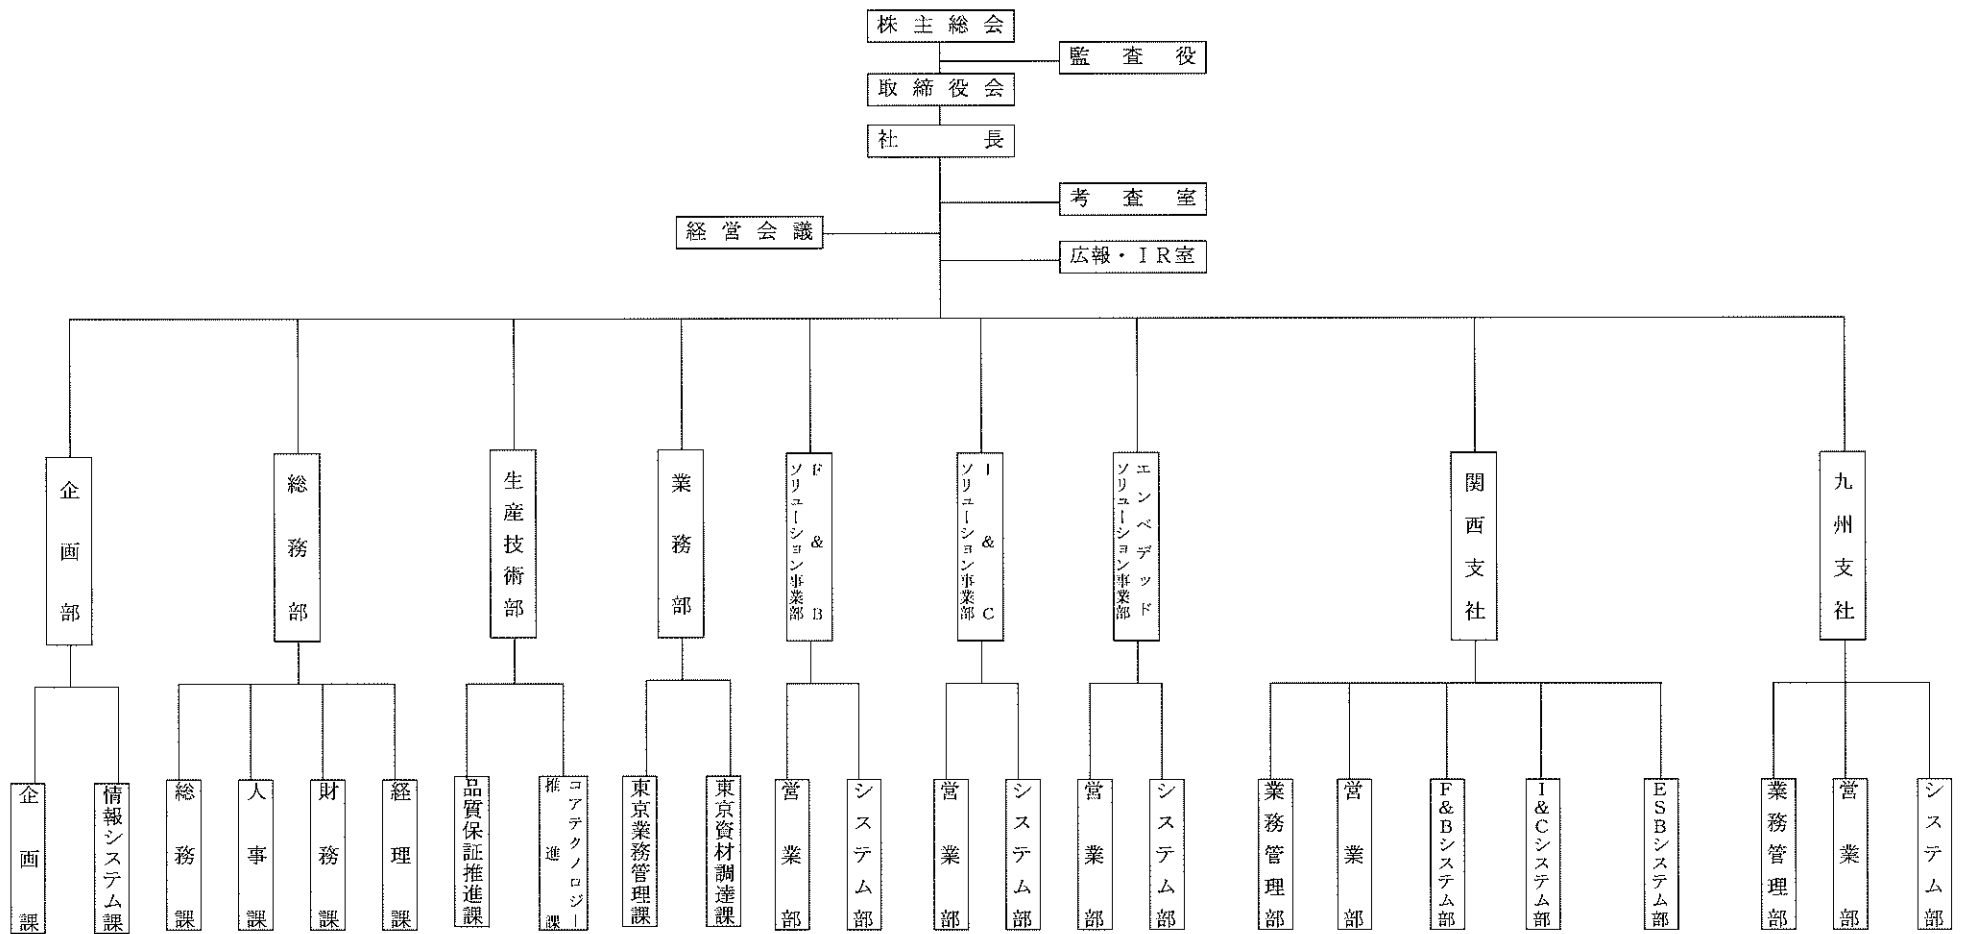 株主総会
監査役
取締役会
社長
考査室
経営会議
広報・ＩＲ室
企画部
総務部
生産技術部
業務部
Ｆ＆Ｂ
ソリューション事業部
Ｉ＆Ｃ
ソリューション事業部
エンベデッド
ソリューション事業部
関西支社
九州支社
企画課
情報システム課
総務課
人事課
財務課
経理課
品質保証推進課
コアテクノロジー
推進課
東京業務管理課
東京資材調達課
営業部
システム部
営業部
システム部
営業部
システム部
業務管理部
営業部
F&Bシステム部
I&Cシステム部
ESBシステム部
業務管理部
営業部
システム部